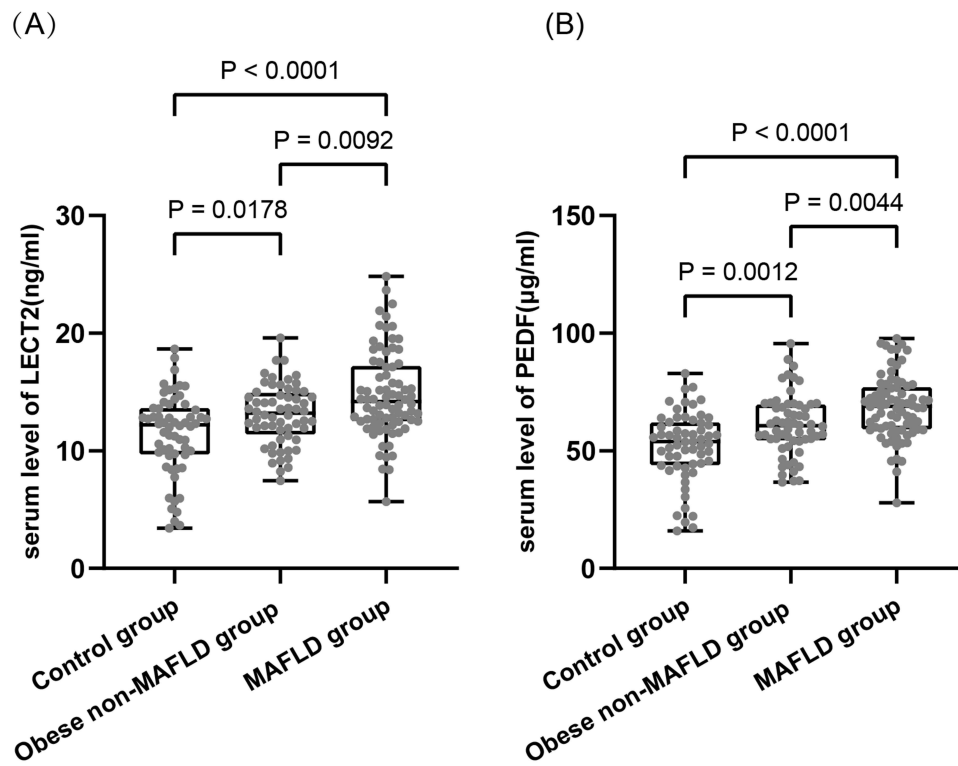 (A)
P < 0.0001
P = 0.0092
P = 0.0178
serum level of LECT2(ng/ml)
30
20
10
0
Control group
Obese non-MAFLD group
MAFLD group
(B)
P < 0.0001
P = 0.0044
P = 0.0012
serum level of PEDF(μg/ml)
150
100
50
0
Control group
Obese non-MAFLD group
MAFLD group